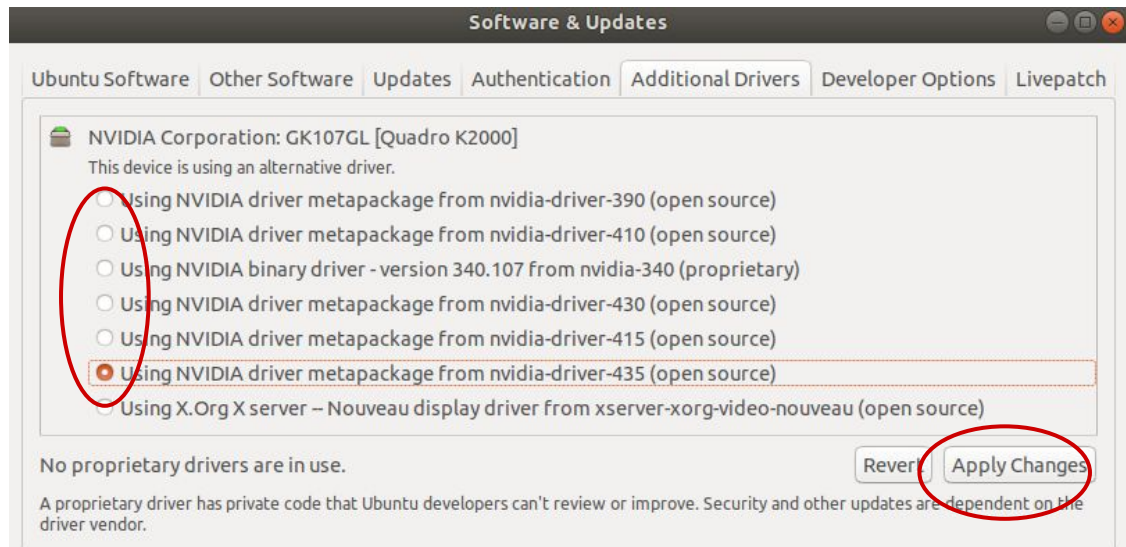 Software & Updates
Ubuntu Software Other Software Updates Authentication Additional Drivers Developer Options Livepatch
NVIDIA Corporation: GK107GL [Quadro K2000]
This device is using an alternative driver.
Using NVIDIA driver metapackage from nvidia-driver-390 (open source)
Using NVIDIA driver metapackage from nvidia-driver-410 (open source)
Using NVIDIA binary driver - version 340.107 from nvidia-340 (proprietary)
Using NVIDIA driver metapackage from nvidia-driver-430 (open source)
Using NVIDIA driver metapackage from nvidia-driver-415 (open source)
Using NVIDIA driver metapackage from nvidia-driver-435 (open source)
Using X.Org X server -- Nouveau display driver from xserver-xorg-video-nouveau (open source)
No proprietary drivers are in use.
Revert Apply Changes
A proprietary driver has private code that Ubuntu developers can't review or improve. Security and other updates are dependent on the
driver vendor.